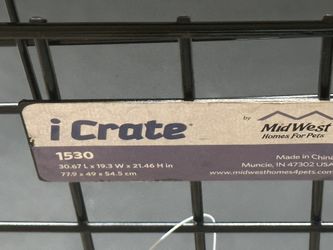 i Crate™
by MidWest
Homes For Pets®
1530
30.67 L x 19.3 W x 21.46 H in
77.9 x 49 x 54.5 cm
Made in China
Muncie, IN 47302 USA
www.midwesthomes4pets.com